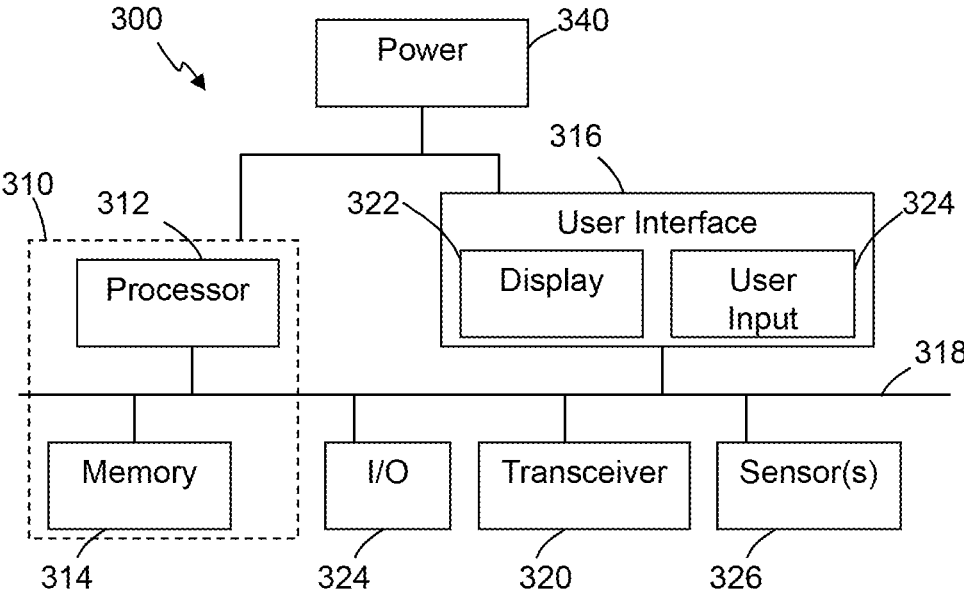 300
Power
340
316
310
312
322
324
User Interface
Processor
Display
User
Input
318
Memory
I/O
Transceiver
Sensor(s)
314
324
320
326